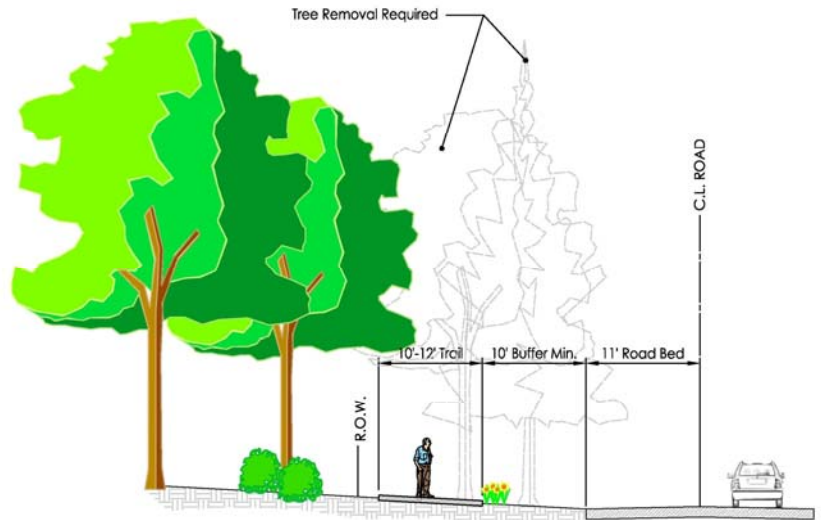 Tree Removal Required
C.L. ROAD
10'-12' Trail
10' Buffer Min.
11' Road Bed
R.O.W.